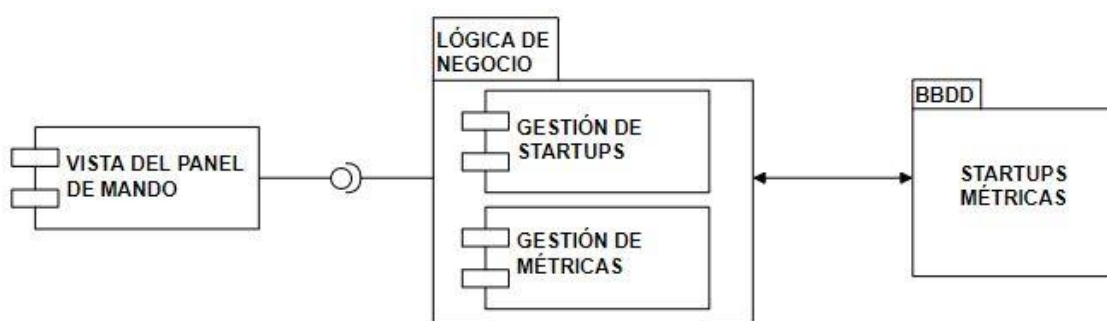 VISTA DEL PANEL
DE MANDO
LÓGICA DE
NEGOCIO
GESTIÓN DE
STARTUPS
GESTIÓN DE
MÉTRICAS
BBDD
STARTUPS
MÉTRICAS